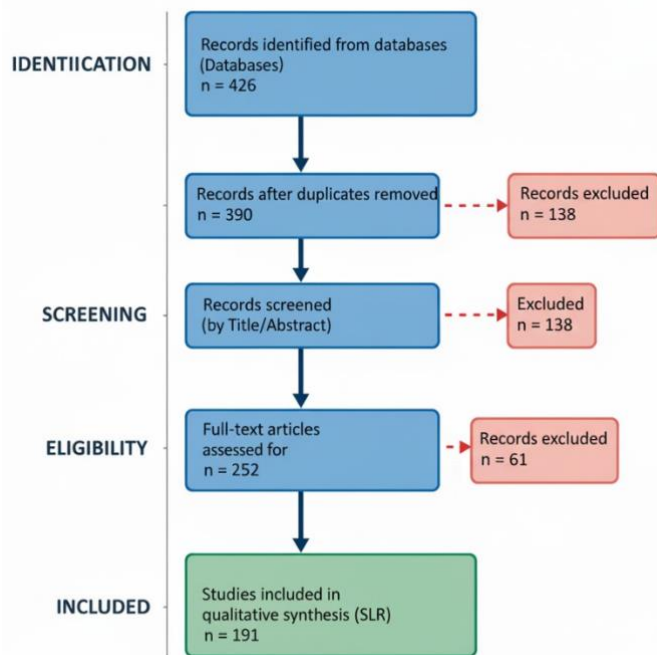 IDENTIICATION
Records identified from databases
(Databases)
n = 426
Records after duplicates removed
n = 390
Records excluded
n = 138
SCREENING
Records screened
(by Title/Abstract)
Excluded
n = 138
ELIGIBILITY
Full-text articles
assessed for
n = 252
Records excluded
n = 61
INCLUDED
Studies included in
qualitative synthesis (SLR)
n = 191